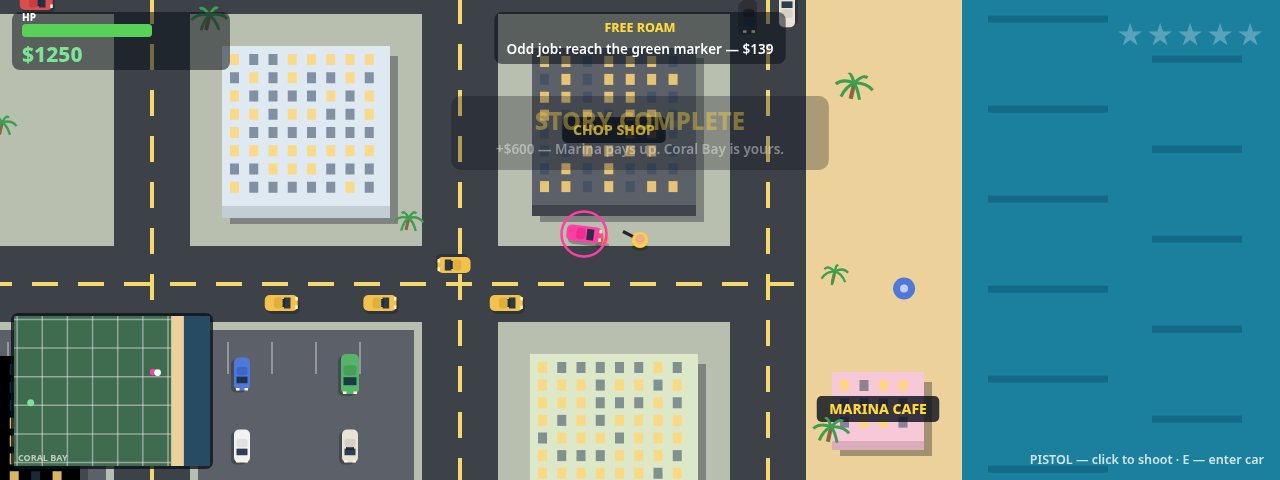 HP
$1250
FREE ROAM
Odd job: reach the green marker — $139
STORY COMPLETE
CHOP SHOP
+$600 — Marina pays up. Coral Bay is yours.
MARINA CAFE
CORAL BAY
PISTOL — click to shoot · E — enter car